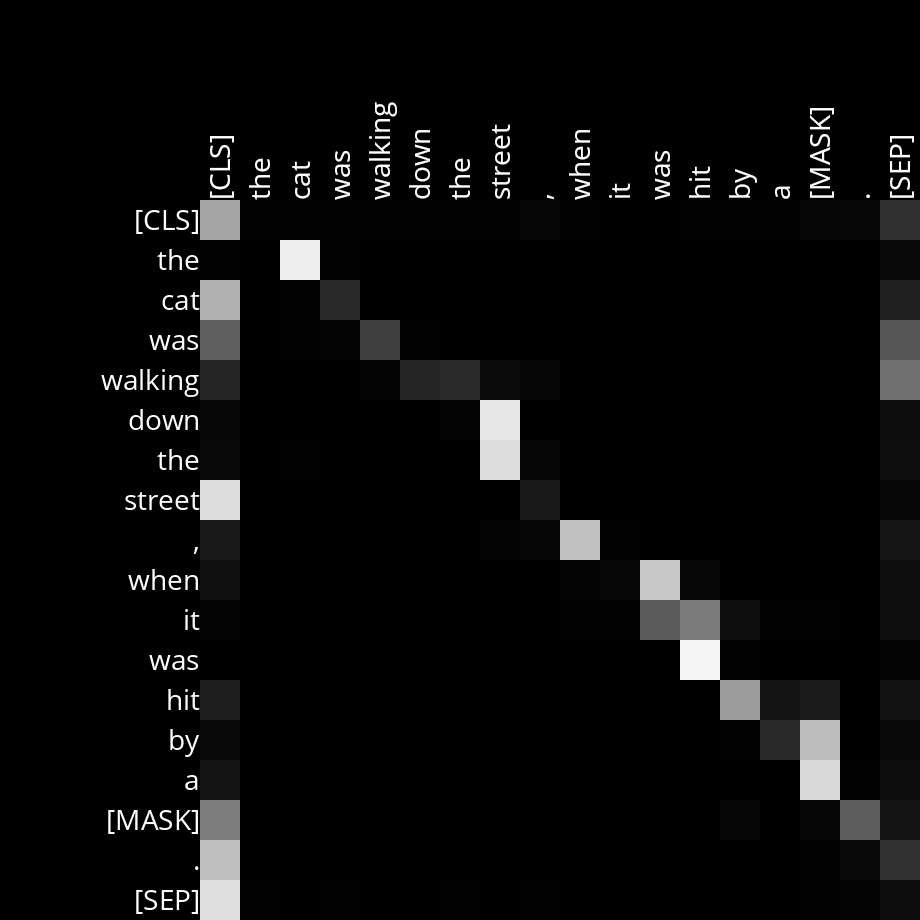 [CLS]
the
cat
was
walking
down
the
street
,
when
it
was
hit
by
a
[MASK]
.
[SEP]
[CLS]
the
cat
was
walking
down
the
street
,
when
it
was
hit
by
a
[MASK]
.
[SEP]